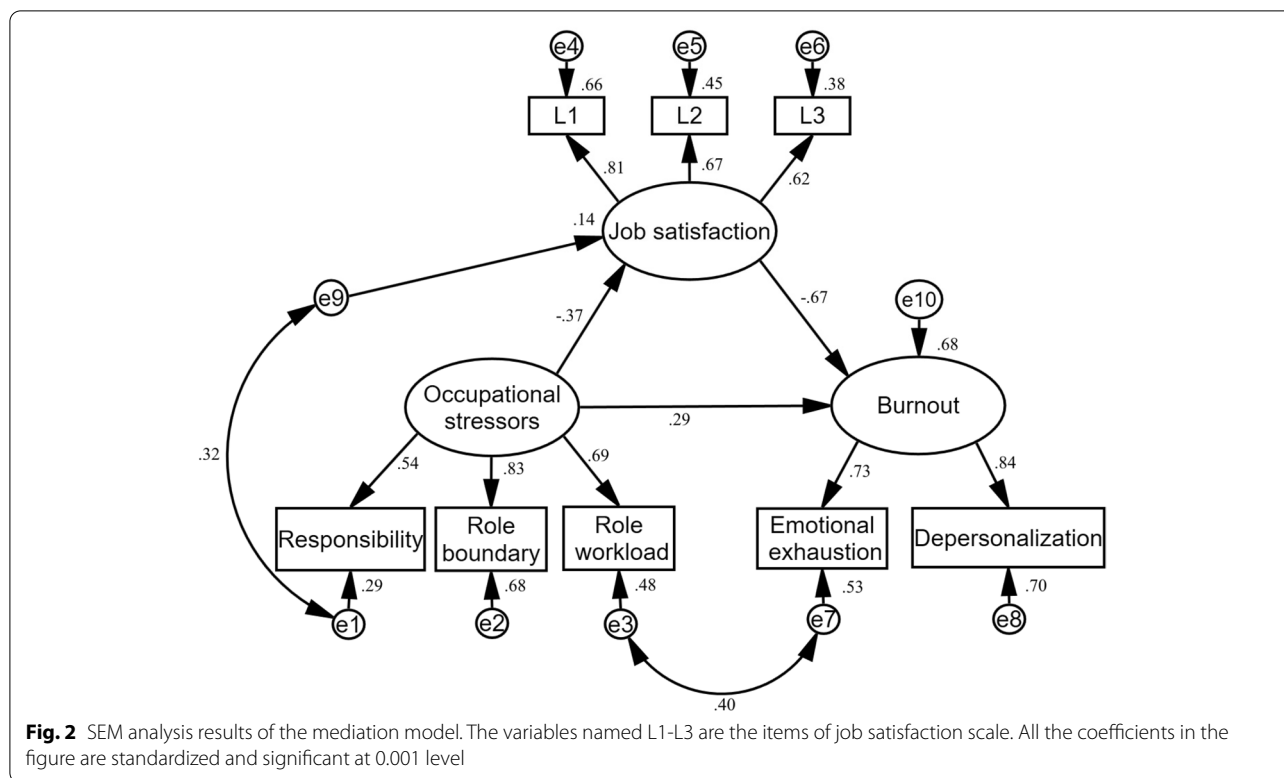 e4
e5
e6
.66
.45
.38
L1
L2
L3
.81
.67
.62
.14
Job satisfaction
e9
-.37
-.67
e10
.68
Occupational
stressors
.29
Burnout
.32
.54
.83
.69
.73
.84
Responsibility
Role
boundary
Role
workload
Emotional
exhaustion
Depersonalization
.29
.68
.48
.53
.70
e1
e2
e3
e7
e8
.40
Fig. 2 SEM analysis results of the mediation model. The variables named L1-L3 are the items of job satisfaction scale. All the coefficients in the
figure are standardized and significant at 0.001 level